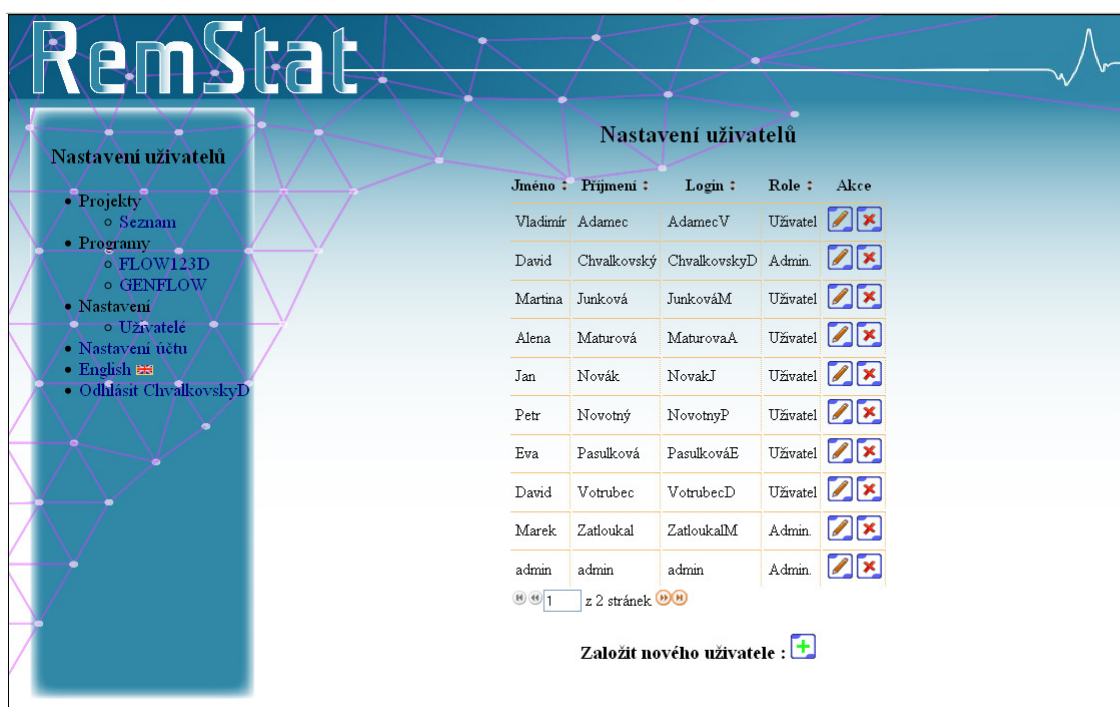 RemStat
Nastavení uživatelů
Projekty
Seznam
Programy
FLOW123D
GENFLOW
Nastavení
Uživatelé
Nastavení účtu
English
Odhlásit ChvalkovskyD
Nastavení uživatelů
Jméno Příjmení Login Role Akce
Vladimír Adamec AdamecV Uživatel
David Chvalkovský ChvalkovskyD Admin.
Martina Junková JunkováM Uživatel
Alena Maturová MaturovaA Uživatel
Jan Novák NovakJ Uživatel
Petr Novotný NovotnyP Uživatel
Eva Pasulková PasulkováE Uživatel
David Votrubec VotrubecD Uživatel
Marek Zatloukal ZatloukalM Admin.
admin admin admin Admin.
1 z 2 stránek
Založit nového uživatele :